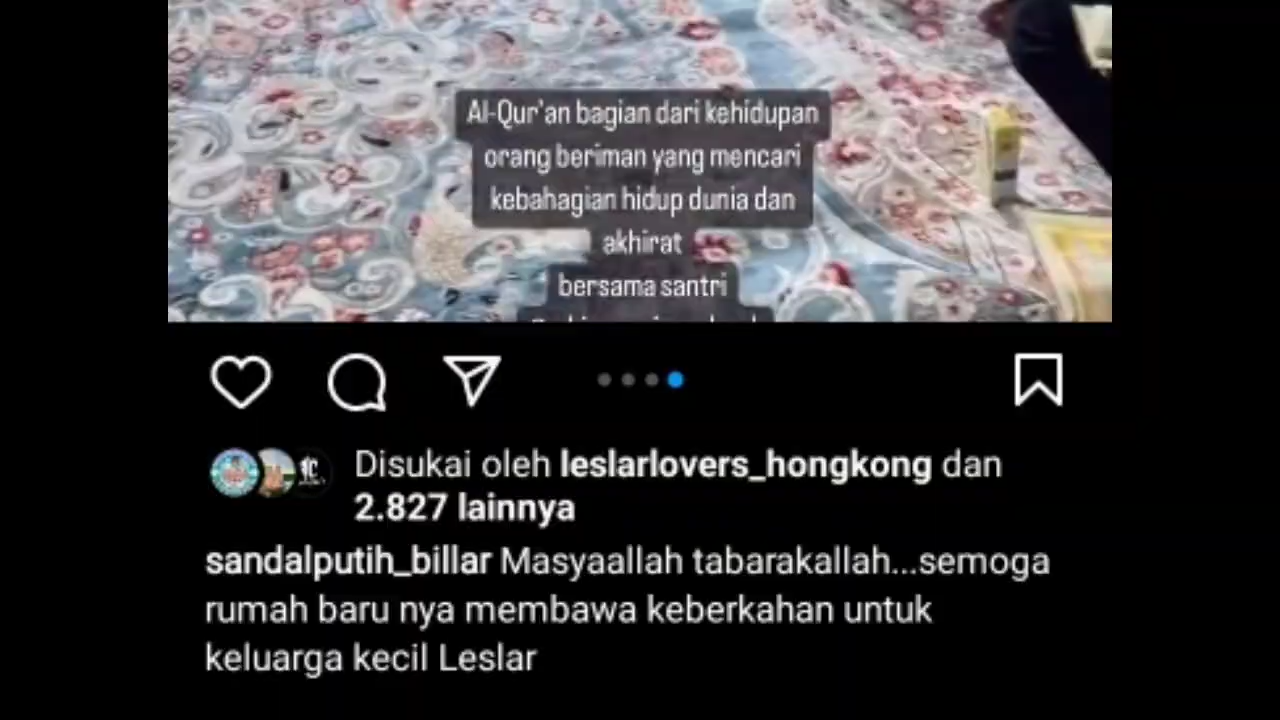 Al-Qur'an bagian dari kehidupan
orang beriman yang mencari
kebahagian hidup dunia dan
akhirat
bersama santri
Disukai oleh leslarlovers_hongkong dan
2.827 lainnya
sandalputih_billar Masyaallah tabarakallah...semoga
rumah baru nya membawa keberkahan untuk
keluarga kecil Leslar